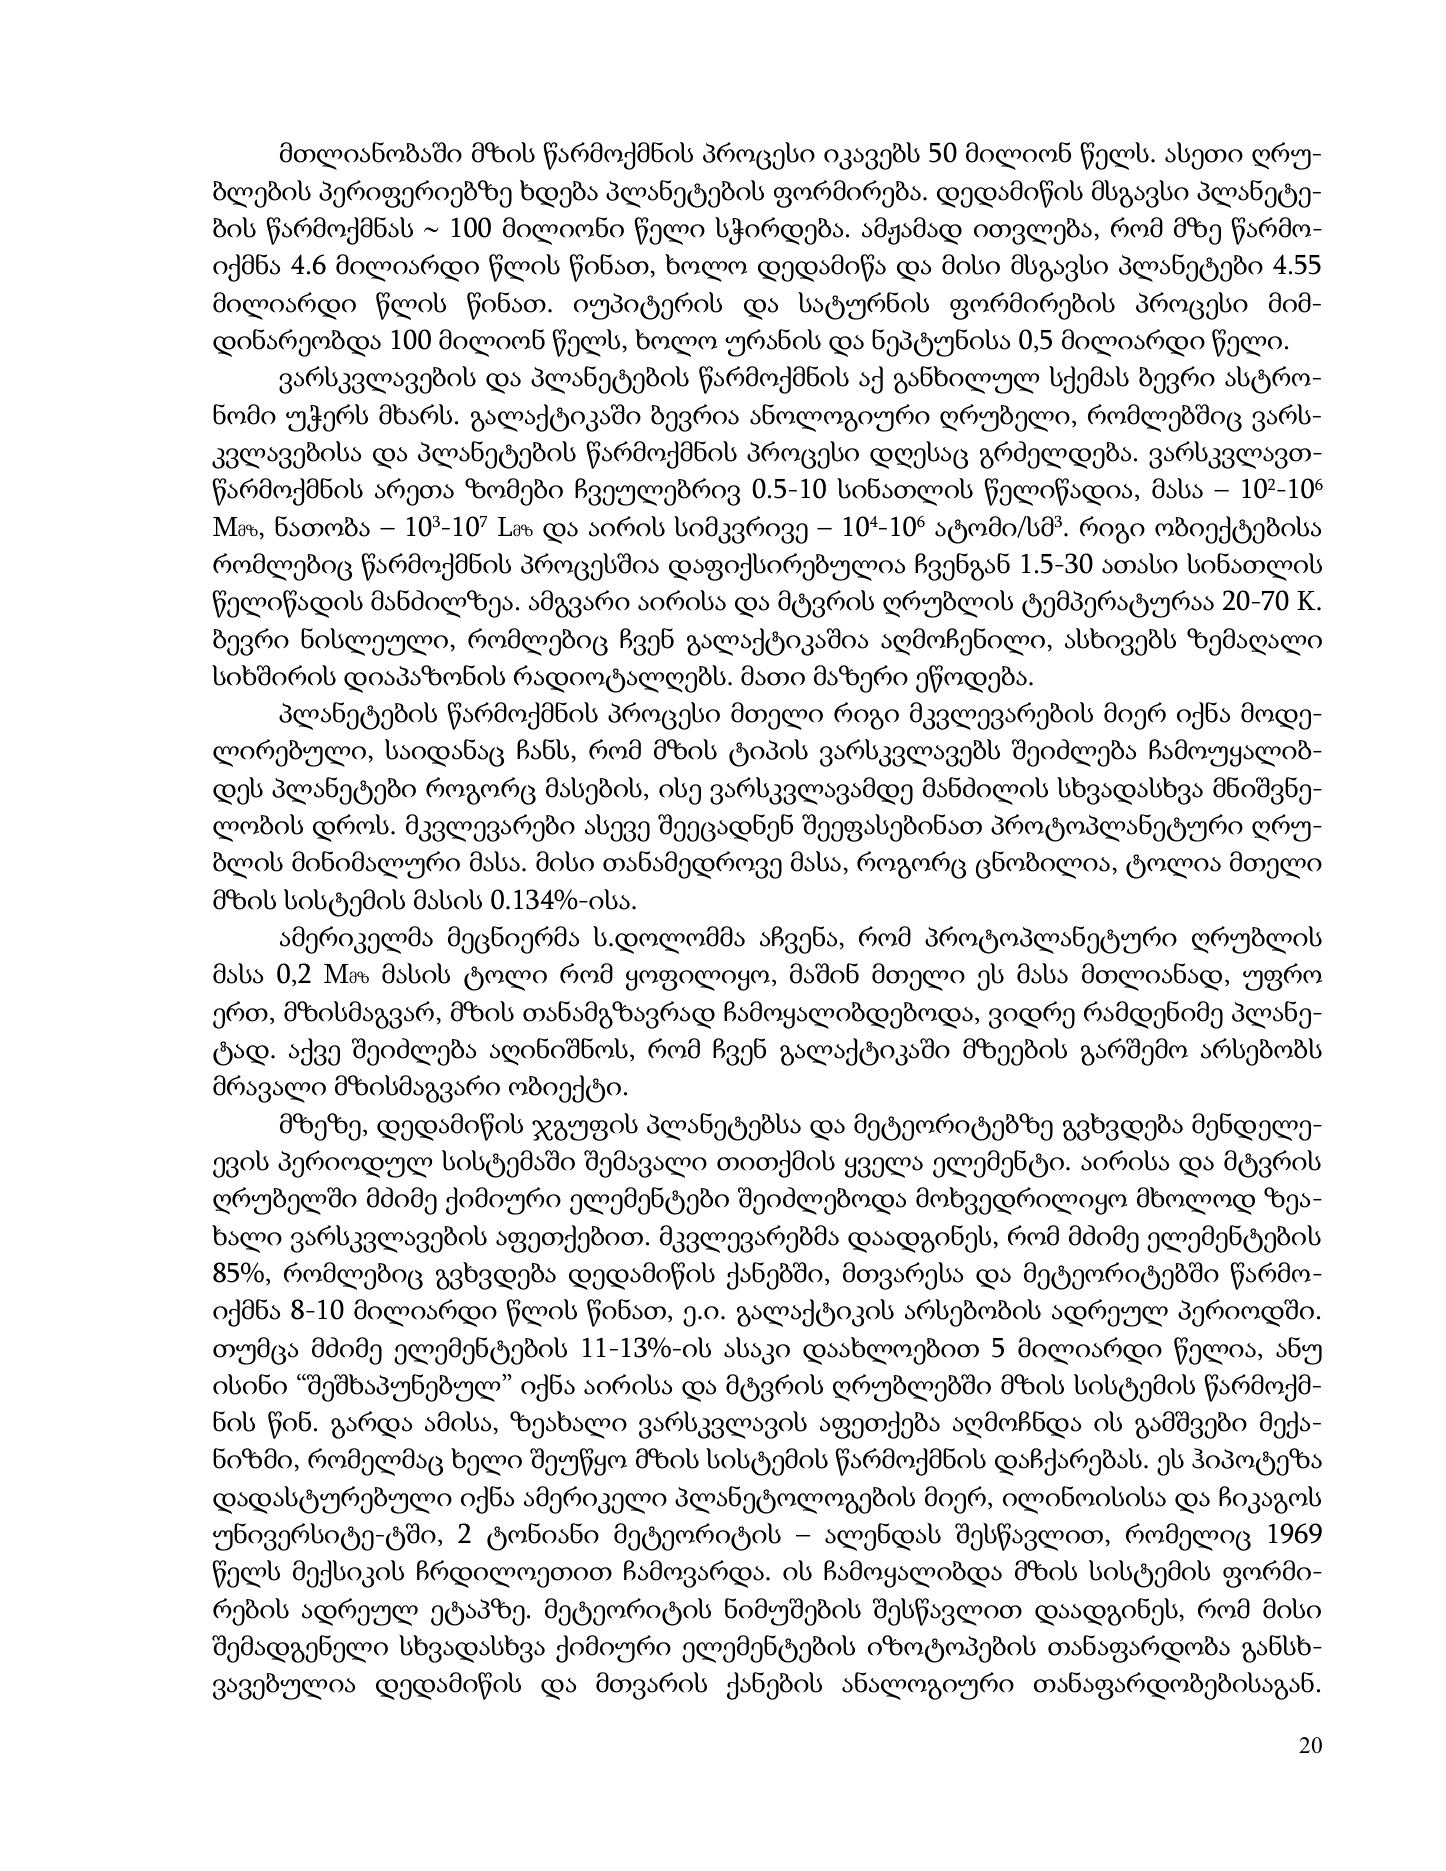 მთლიანობაში მზის წარმოქმნის პროცესი იკავებს 50 მილიონ წელს. ასეთი ღრუ-
ბლების პერიფერიებზე ხდება პლანეტების ფორმირება. დედამიწის მსგავსი პლანეტე-
ბის წარმოქმნას ~ 100 მილიონი წელი სჭირდება. ამჟამად ითვლება, რომ მზე წარმო-
იქმნა 4.6 მილიარდი წლის წინათ, ხოლო დედამიწა და მისი მსგავსი პლანეტები 4.55
მილიარდი წლის წინათ. იუპიტერის და სატურნის ფორმირების პროცესი მიმ-
დინარეობდა 100 მილიონ წელს, ხოლო ურანის და ნეპტუნისა 0,5 მილიარდი წელი.
ვარსკვლავების და პლანეტების წარმოქმნის აქ განხილულ სქემას ბევრი ასტრო-
ნომი უჭერს მხარს. გალაქტიკაში ბევრია ანოლოგიური ღრუბელი, რომლებშიც ვარს-
კვლავებისა და პლანეტების წარმოქმნის პროცესი დღესაც გრძელდება. ვარსკვლავთ-
წარმოქმნის არეთა ზომები ჩვეულებრივ 0.5-10 სინათლის წელიწადია, მასა – 10²-10⁶
Mმზ, ნათობა – 10³-10⁷ Lმზ და აირის სიმკვრივე – 10⁴-10⁶ ატომი/სმ³. რიგი ობიექტებისა
რომლებიც წარმოქმნის პროცესშია დაფიქსირებულია ჩვენგან 1.5-30 ათასი სინათლის
წელიწადის მანძილზეა. ამგვარი აირისა და მტვრის ღრუბლის ტემპერატურაა 20-70 K.
ბევრი ნისლეული, რომლებიც ჩვენ გალაქტიკაშია აღმოჩენილი, ასხივებს ზემაღალი
სიხშირის დიაპაზონის რადიოტალღებს. მათი მაზერი ეწოდება.
პლანეტების წარმოქმნის პროცესი მთელი რიგი მკვლევარების მიერ იქნა მოდე-
ლირებული, საიდანაც ჩანს, რომ მზის ტიპის ვარსკვლავებს შეიძლება ჩამოუყალიბ-
დეს პლანეტები როგორც მასების, ისე ვარსკვლავამდე მანძილის სხვადასხვა მნიშვნე-
ლობის დროს. მკვლევარები ასევე შეეცადნენ შეეფასებინათ პროტოპლანეტური ღრუ-
ბლის მინიმალური მასა. მისი თანამედროვე მასა, როგორც ცნობილია, ტოლია მთელი
მზის სისტემის მასის 0.134%-ისა.
ამერიკელმა მეცნიერმა ს.დოლომმა აჩვენა, რომ პროტოპლანეტური ღრუბლის
მასა 0,2 Mმზ მასის ტოლი რომ ყოფილიყო, მაშინ მთელი ეს მასა მთლიანად, უფრო
ერთ, მზისმაგვარ, მზის თანამგზავრად ჩამოყალიბდებოდა, ვიდრე რამდენიმე პლანე-
ტად. აქვე შეიძლება აღინიშნოს, რომ ჩვენ გალაქტიკაში მზეების გარშემო არსებობს
მრავალი მზისმაგვარი ობიექტი.
მზეზე, დედამიწის ჯგუფის პლანეტებსა და მეტეორიტებზე გვხვდება მენდელე-
ევის პერიოდულ სისტემაში შემავალი თითქმის ყველა ელემენტი. აირისა და მტვრის
ღრუბელში მძიმე ქიმიური ელემენტები შეიძლებოდა მოხვედრილიყო მხოლოდ ზეა-
ხალი ვარსკვლავების აფეთქებით. მკვლევარებმა დაადგინეს, რომ მძიმე ელემენტების
85%, რომლებიც გვხვდება დედამიწის ქანებში, მთვარესა და მეტეორიტებში წარმო-
იქმნა 8-10 მილიარდი წლის წინათ, ე.ი. გალაქტიკის არსებობის ადრეულ პერიოდში.
თუმცა მძიმე ელემენტების 11-13%-ის ასაკი დაახლოებით 5 მილიარდი წელია, ანუ
ისინი “შეშხაპუნებულ” იქნა აირისა და მტვრის ღრუბლებში მზის სისტემის წარმოქმ-
ნის წინ. გარდა ამისა, ზეახალი ვარსკვლავის აფეთქება აღმოჩნდა ის გამშვები მექა-
ნიზმი, რომელმაც ხელი შეუწყო მზის სისტემის წარმოქმნის დაჩქარებას. ეს ჰიპოტეზა
დადასტურებული იქნა ამერიკელი პლანეტოლოგების მიერ, ილინოისისა და ჩიკაგოს
უნივერსიტე-ტში, 2 ტონიანი მეტეორიტის – ალენდას შესწავლით, რომელიც 1969
წელს მექსიკის ჩრდილოეთით ჩამოვარდა. ის ჩამოყალიბდა მზის სისტემის ფორმი-
რების ადრეულ ეტაპზე. მეტეორიტის ნიმუშების შესწავლით დაადგინეს, რომ მისი
შემადგენელი სხვადასხვა ქიმიური ელემენტების იზოტოპების თანაფარდობა განსხ-
ვავებულია დედამიწის და მთვარის ქანების ანალოგიური თანაფარდობებისაგან.
20